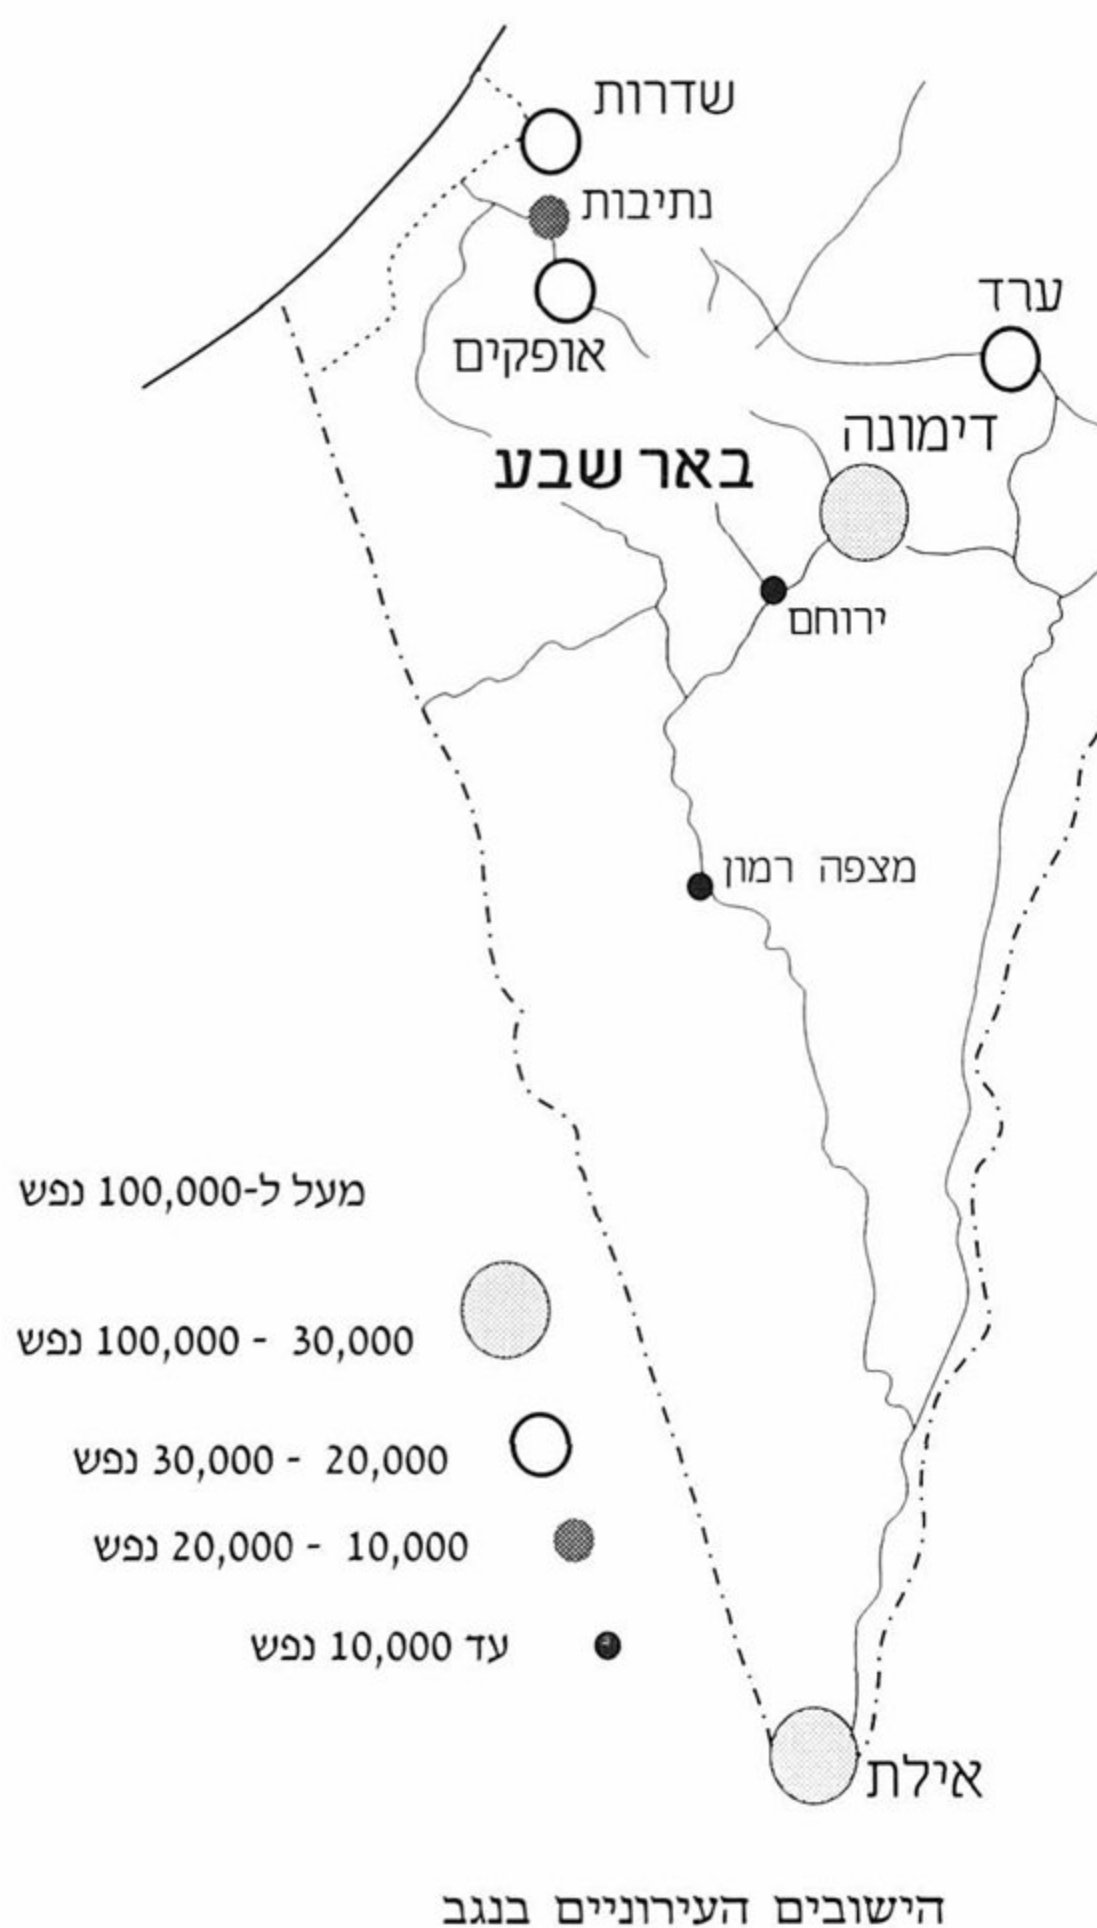 שדרות
נתיבות
ערד
אופקים
דימונה
באר שבע
ירוחם
מצפה רמון
מעל ל-100,000 נפש
30,000 - 100,000 נפש
20,000 - 30,000 נפש
10,000 - 20,000 נפש
עד 10,000 נפש
אילת
הישובים העירוניים בנגב